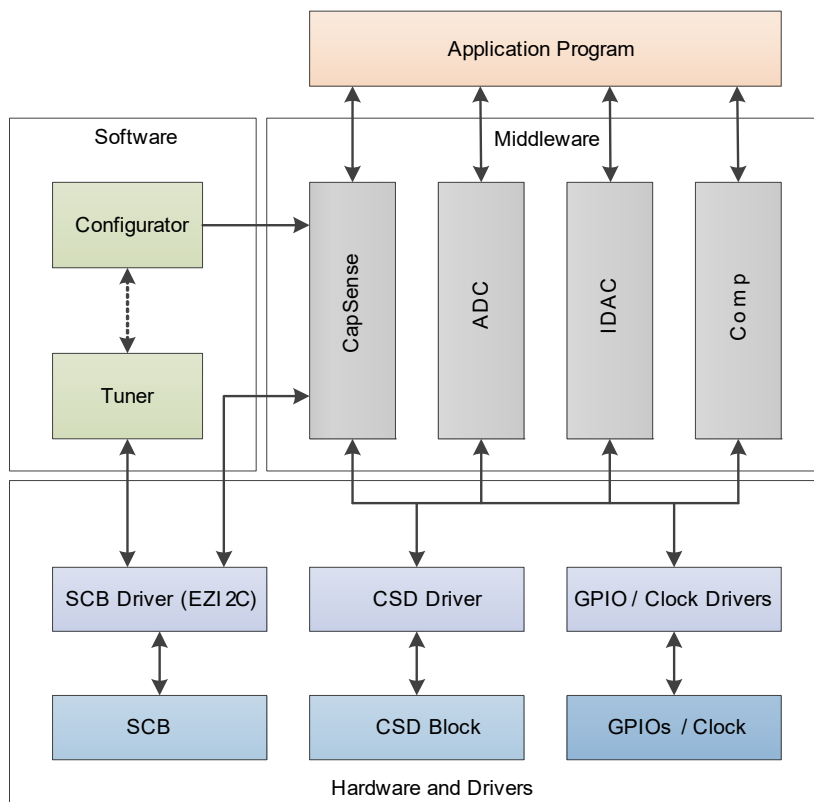 Application Program
Software
Middleware
Configurator
Tuner
CapSense
ADC
IDAC
Comp
SCB Driver (EZI2C)
CSD Driver
GPIO / Clock Drivers
SCB
CSD Block
GPIOs / Clock
Hardware and Drivers